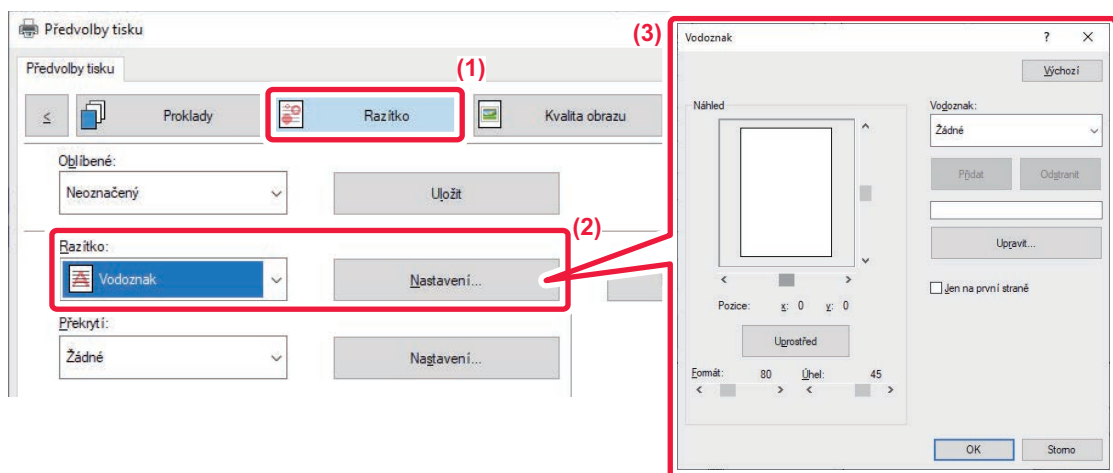 Předvolby tisku
Předvolby tisku
(1)
≤
Proklady
Razítko
Kvalita obrazu
Oblíbené:
Neoznačený
Uložit
(2)
Razítko:
Vodoznak
Nastavení...
Překrytí:
Žádné
Nastavení...
(3)
Vodoznak
?
Výchozí
Náhled
Vodoznak:
Žádné
Přidat
Odstranit
Upravit...
Jen na první straně
Pozice: x: 0 y: 0
Uprostřed
Formát: 80 Úhel: 45
OK
Storno